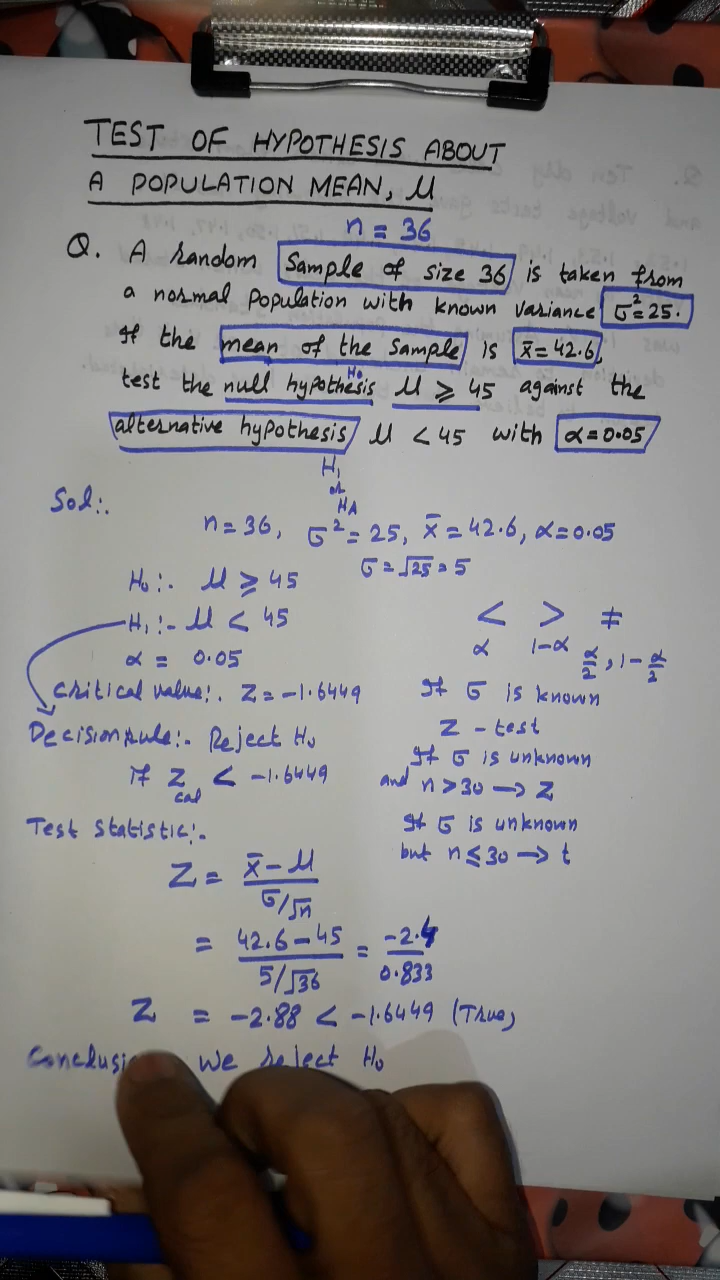 TEST OF HYPOTHESIS ABOUT
A POPULATION MEAN, μ
n = 36
Q. A random Sample of size 36 is taken from
a normal population with known variance σ²=25.
If the mean of the sample is x̄=42.6,
H₀
test the null hypothesis μ ⩾ 45 against the
alternative hypothesis μ < 45 with α=0.05
H₁
or
HA
Sol:.
n=36, σ²=25, x̄=42.6, α=0.05
σ=√25=5
H₀:. μ ⩾ 45
H₁:- μ < 45
α = 0.05
Critical value:. Z=-1.6449
Decision Rule:. Reject H₀
if Zcal < -1.6449
< > ≠
α 1-α α/2, 1-α/2
If σ is known
Z - test
If σ is unknown
and n>30 → Z
If σ is unknown
but n⩽30 → t
Test Statistic:.
Z = x̄-μ / σ/√n
= 42.6-45 / 5/√36 = -2.4 / 0.833
Z = -2.88 < -1.6449 (True)
Conclusi We reject H₀